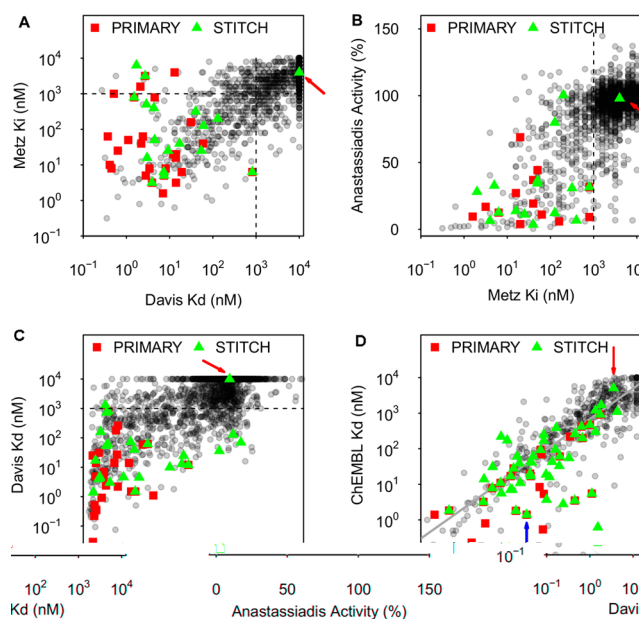 A
PRIMARY STITCH
10^4
10^3
10^2
10^1
10^0
10^−1
Metz Ki (nM)
10^−1 10^0 10^1 10^2 10^3 10^4
Davis Kd (nM)
B
PRIMARY STITCH
150
100
50
0
Anastassiadis Activity (%)
10^−1 10^0 10^1 10^2 10^3 10
Metz Ki (nM)
C
PRIMARY STITCH
10^4
10^3
10^2
10^1
10^0
10^−1
Davis Kd (nM)
D
PRIMARY STITCH
10^4
10^3
10^2
10^1
10^0
10^−1
ChEMBL Kd (nM)
10^2 10^3 10^4 0 50 100 150 10^−1 10^0 10
Kd (nM) Anastassiadis Activity (%) Davis